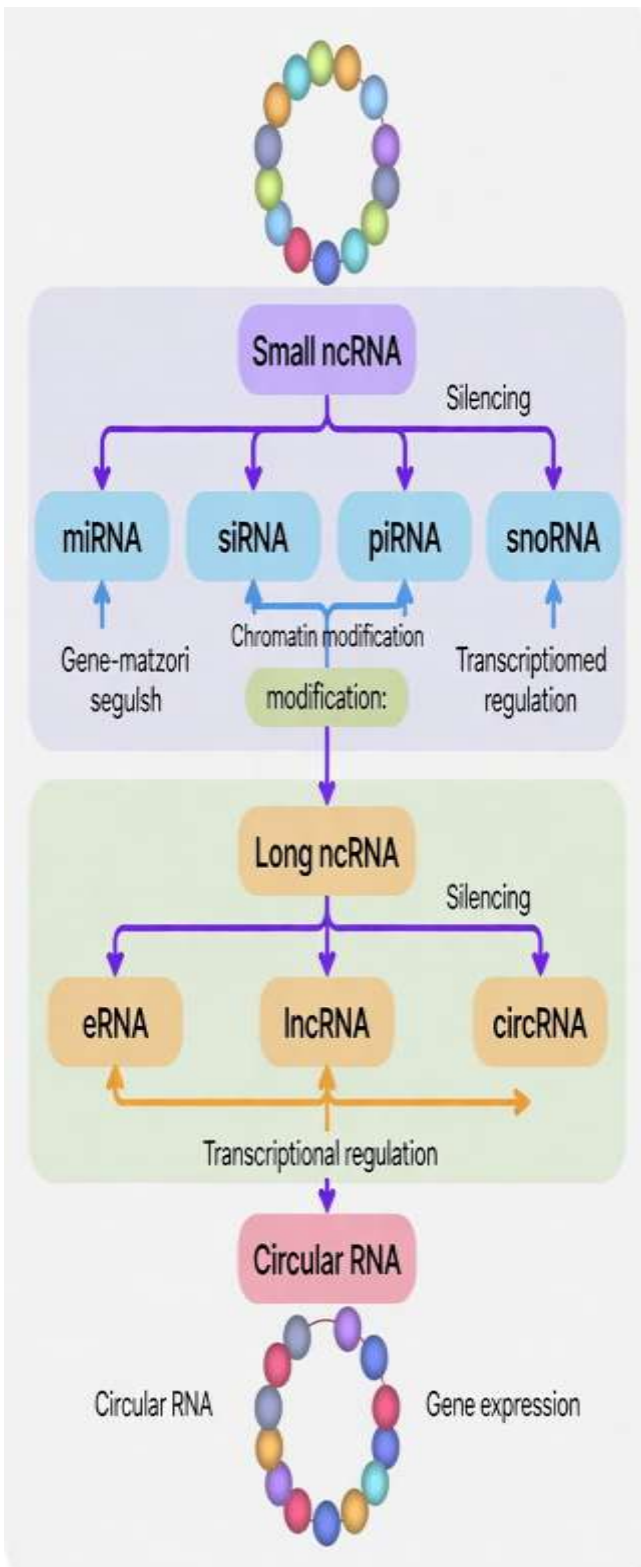 Small ncRNA
Silencing
miRNA
siRNA
piRNA
snoRNA
Chromatin modification
Gene-matzori
segulsh
modification:
Transcriptiomed
regulation
Long ncRNA
Silencing
eRNA
lncRNA
circRNA
Transcriptional regulation
Circular RNA
Circular RNA
Gene expression